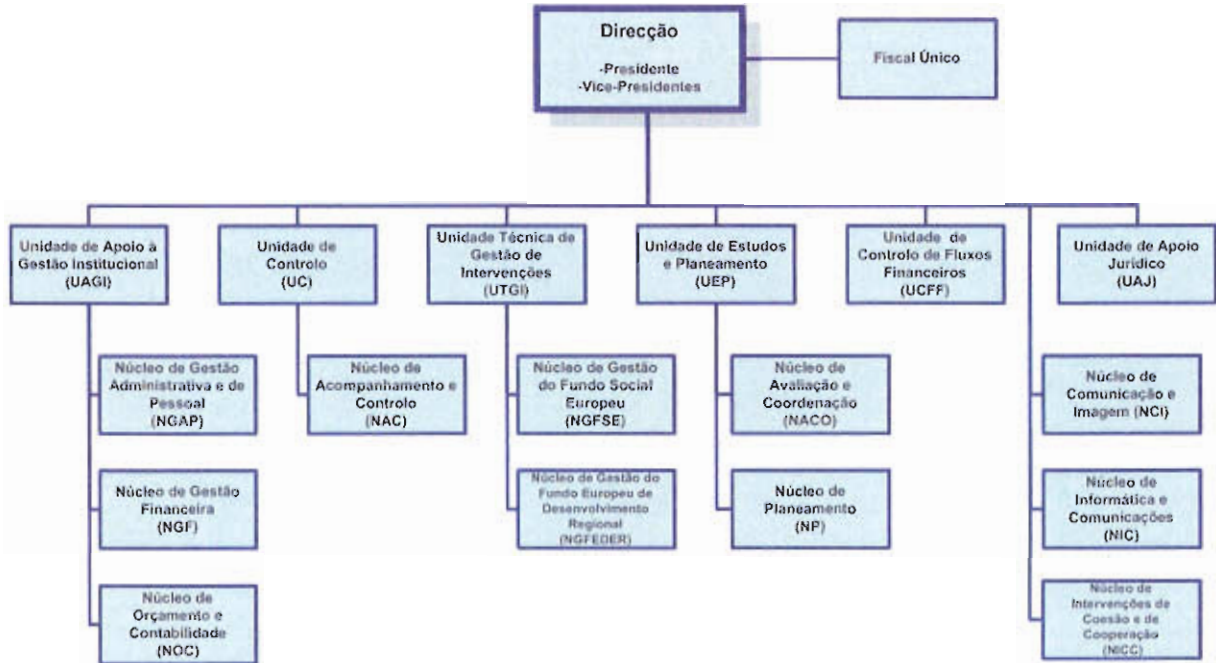 Direcção
-Presidente
-Vice-Presidentes
Fiscal Único
Unidade de Apoio à
Gestão Institucional
(UAGI)
Unidade de
Controlo
(UC)
Unidade Técnica de
Gestão de
Intervenções
(UTGI)
Unidade de Estudos
e Planeamento
(UEP)
Unidade de
Controlo de Fluxos
Financeiros
(UCFF)
Unidade de Apoio
Jurídico
(UAJ)
Núcleo de Gestão
Administrativa e de
Pessoal
(NGAP)
Núcleo de
Acompanhamento e
Controlo
(NAC)
Núcleo de Gestão
do Fundo Social
Europeu
(NGFSE)
Núcleo de
Avaliação e
Coordenação
(NACO)
Núcleo de
Comunicação e
Imagem (NCI)
Núcleo de Gestão
Financeira
(NGF)
Núcleo de Gestão do
Fundo Europeu de
Desenvolvimento
Regional
(NGFEDER)
Núcleo de
Planeamento
(NP)
Núcleo de
Informática e
Comunicações
(NIC)
Núcleo de
Orçamento e
Contabilidade
(NOC)
Núcleo de
Intervenções de
Coesão e de
Cooperação
(NICC)